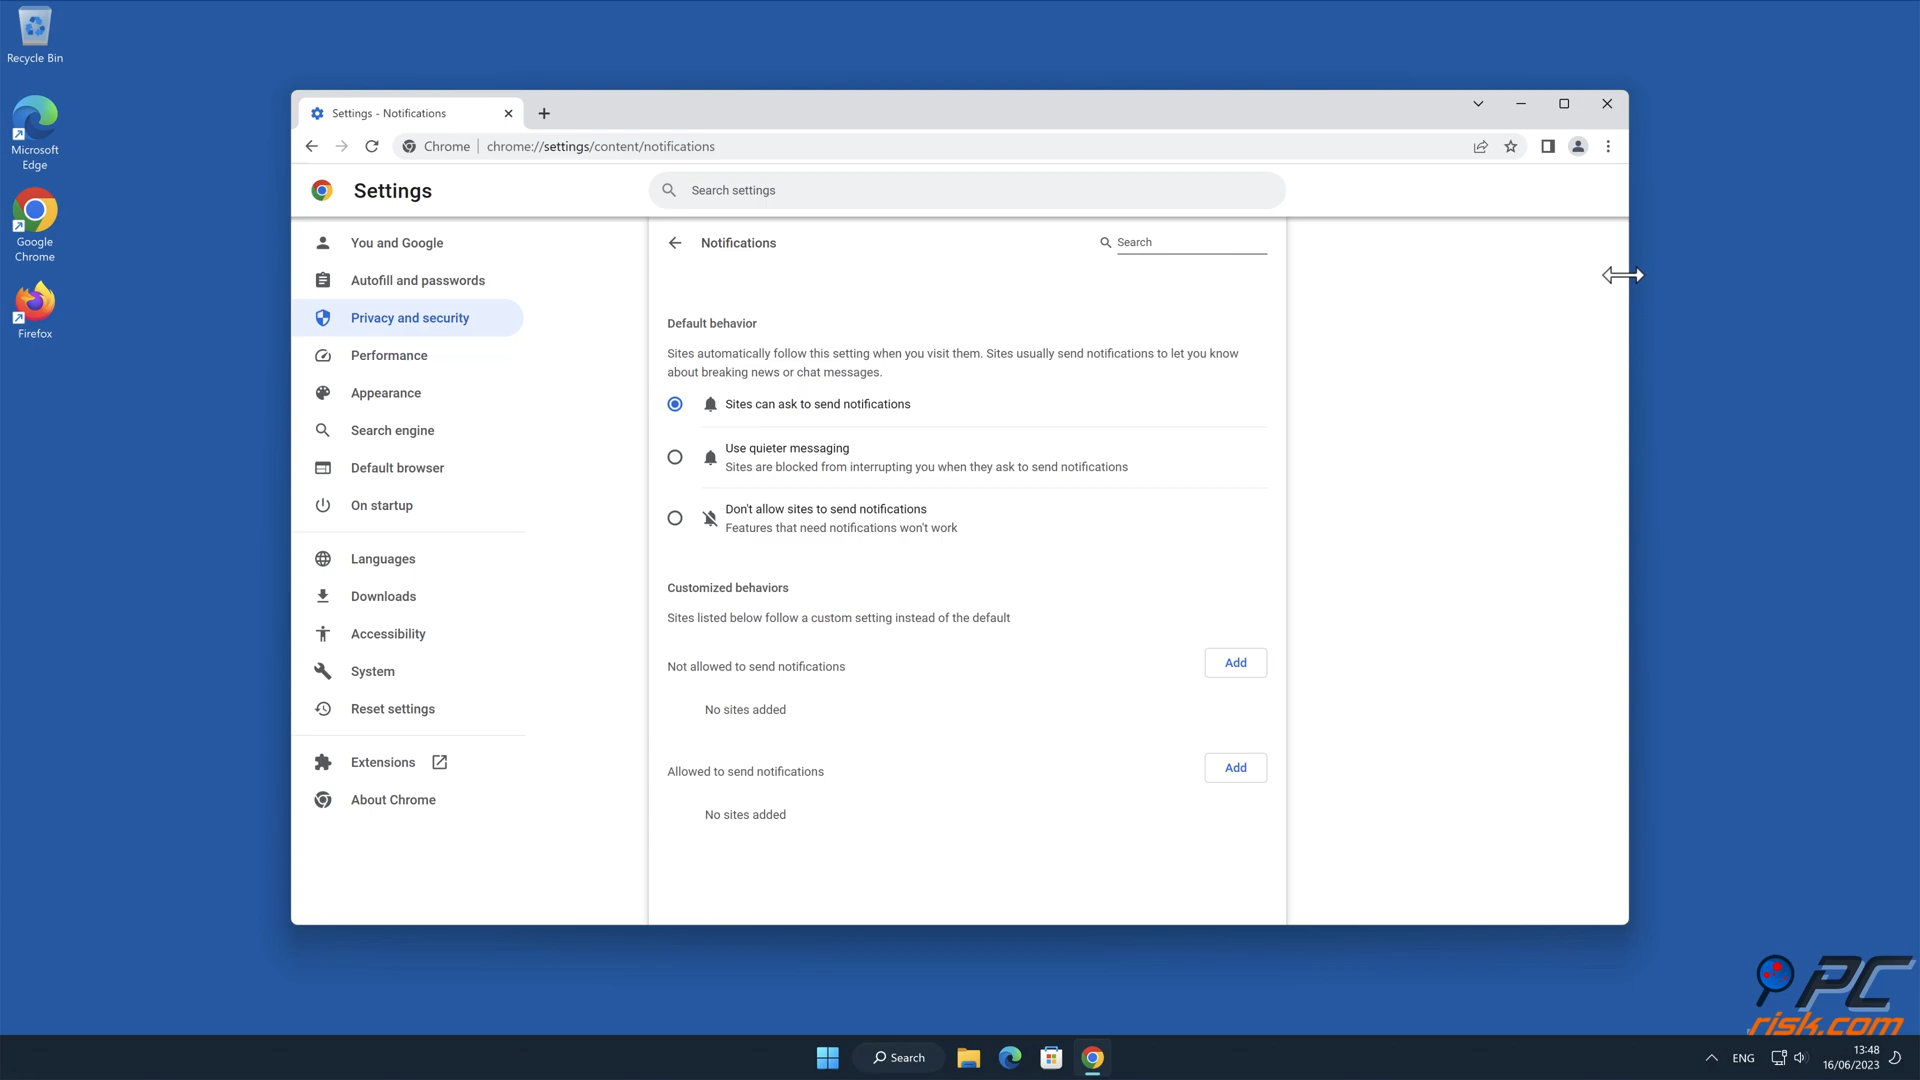 Recycle Bin
Microsoft
Edge
Google
Chrome
Firefox
Settings - Notifications
Chrome
chrome://settings/content/notifications
Settings
Search settings
You and Google
Autofill and passwords
Privacy and security
Performance
Appearance
Search engine
Default browser
On startup
Languages
Downloads
Accessibility
System
Reset settings
Extensions
About Chrome
Notifications
Search
Default behavior
Sites automatically follow this setting when you visit them. Sites usually send notifications to let you know
about breaking news or chat messages.
Sites can ask to send notifications
Use quieter messaging
Sites are blocked from interrupting you when they ask to send notifications
Don't allow sites to send notifications
Features that need notifications won't work
Customized behaviors
Sites listed below follow a custom setting instead of the default
Not allowed to send notifications
Add
No sites added
Allowed to send notifications
Add
No sites added
PC
risk.com
Search
ENG
13:48
16/06/2023